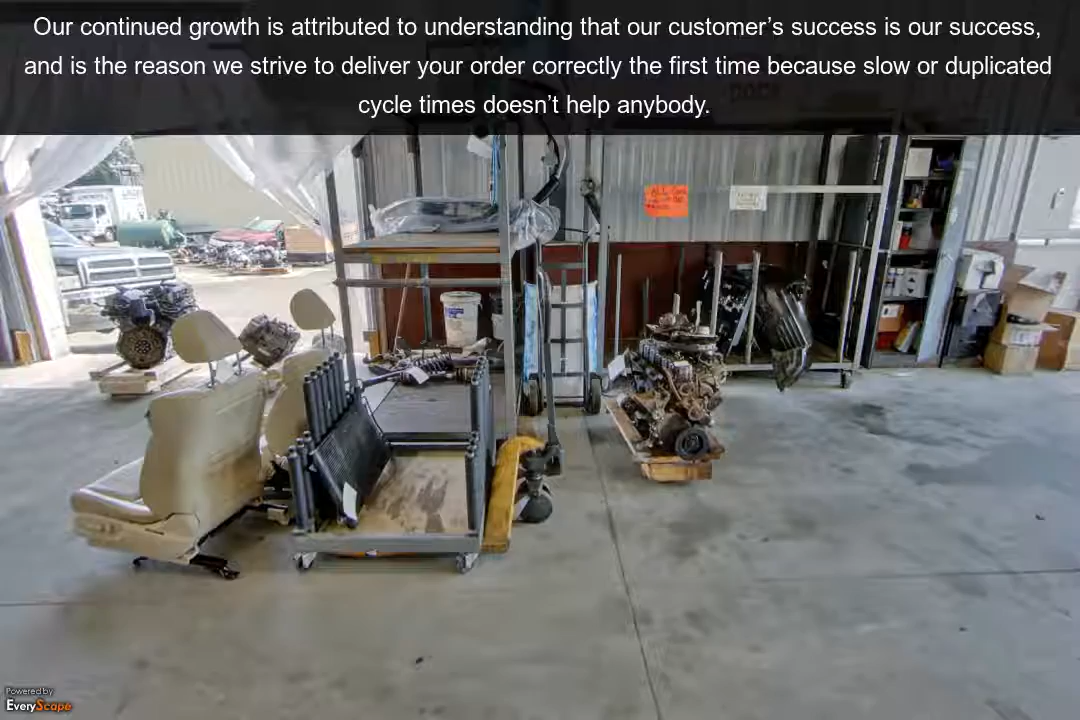 Our continued growth is attributed to understanding that our customer’s success is our success,
and is the reason we strive to deliver your order correctly the first time because slow or duplicated
cycle times doesn’t help anybody.
Powered by
EveryScape